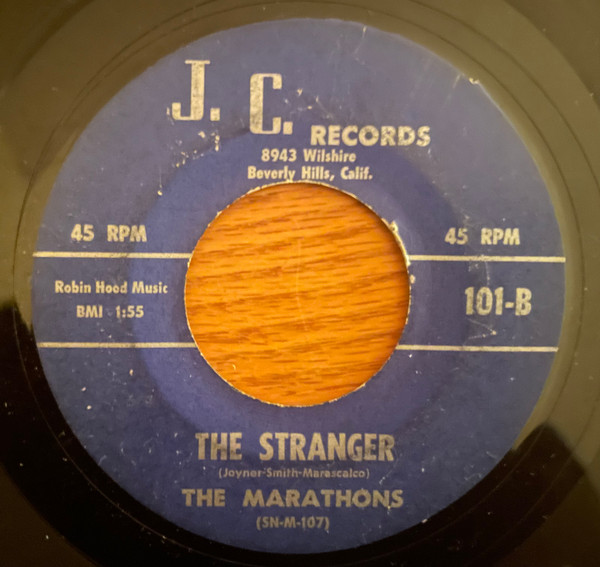 J. C. RECORDS
8943 Wilshire
Beverly Hills, Calif.
45 RPM
45 RPM
Robin Hood Music
BMI 1:55
101-B
THE STRANGER
(Joyner-Smith-Marascalco)
THE MARATHONS
(SN-M-107)